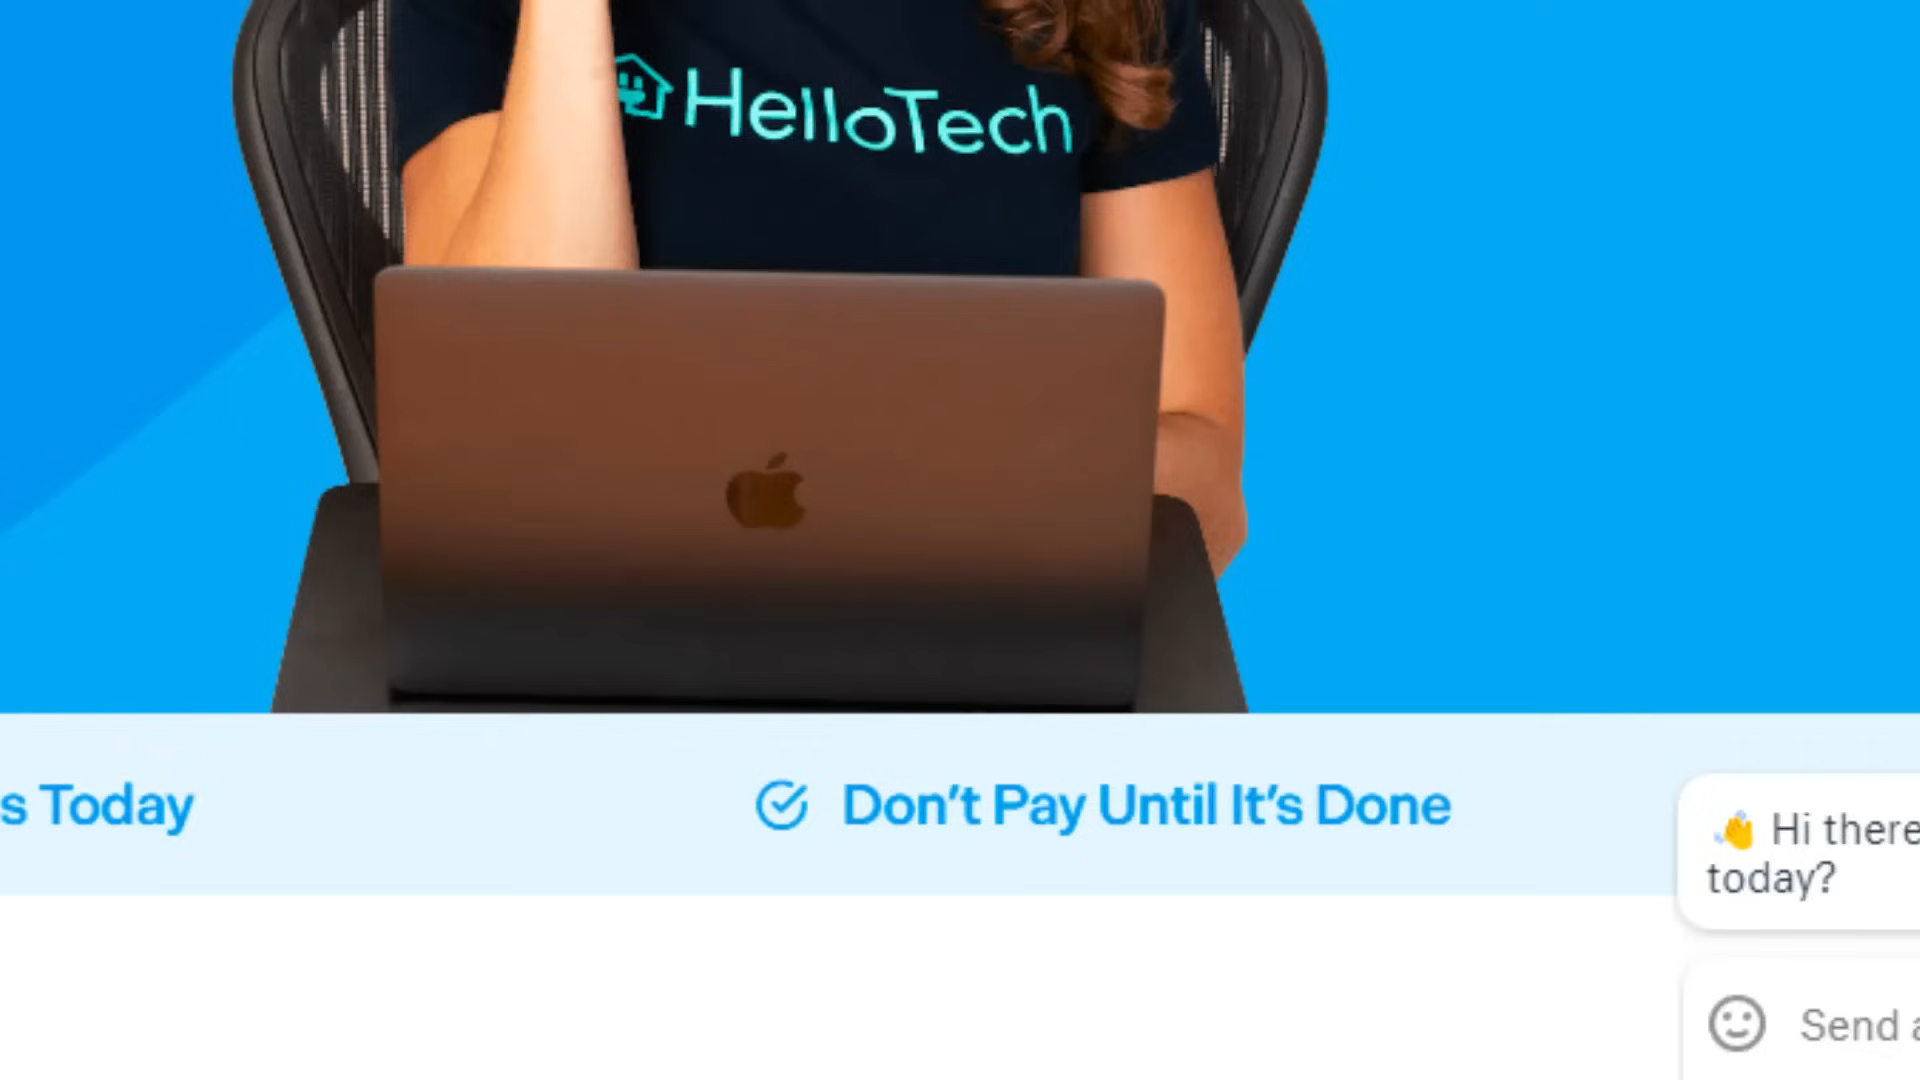 HelloTech
s Today
Don't Pay Until It's Done
👋 Hi there
today?
Send a